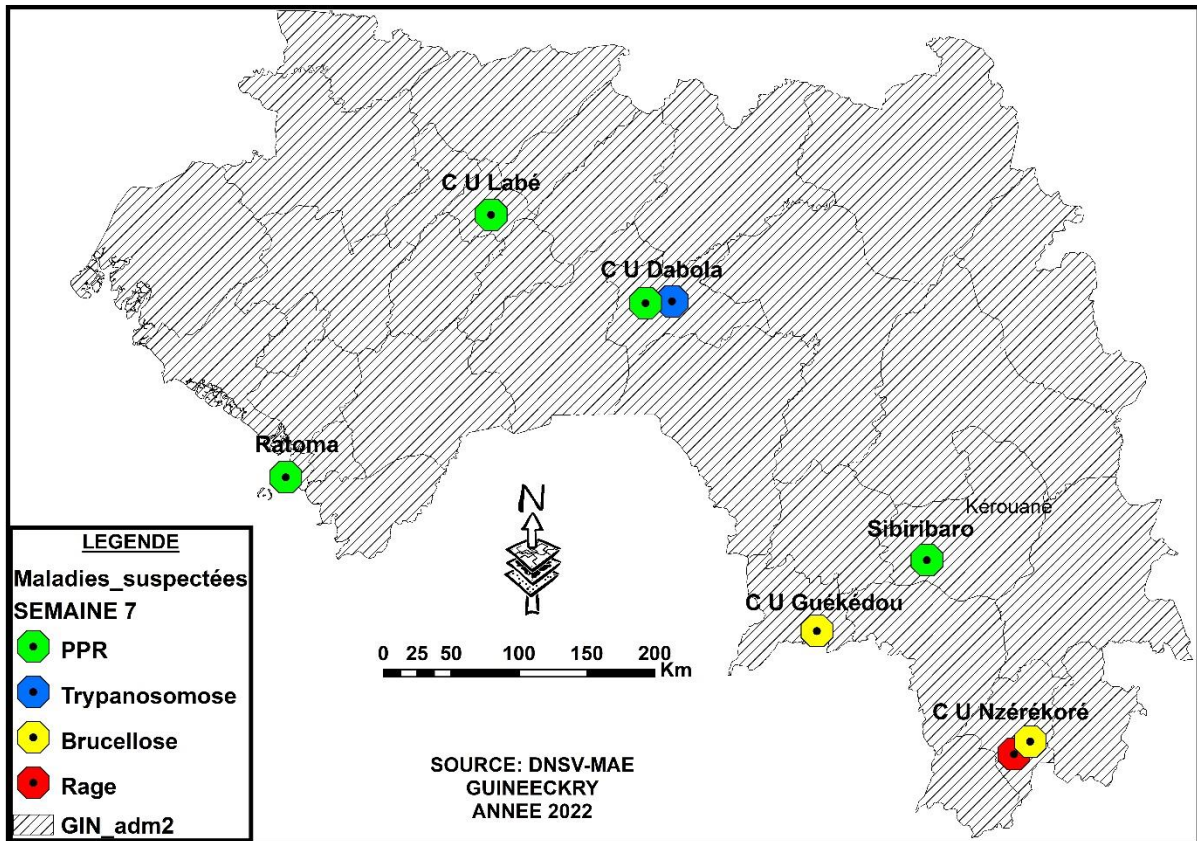 C U Labé
C U Dabola
Ratoma
N
Kérouané
Sibiribaro
C U Guékédou
C U Nzérékoré
LEGENDE
Maladies_suspectées
SEMAINE 7
PPR
Trypanosomose
Brucellose
Rage
GIN_adm2
0 25 50 100 150 200
Km
SOURCE: DNSV-MAE
GUINEECKRY
ANNEE 2022